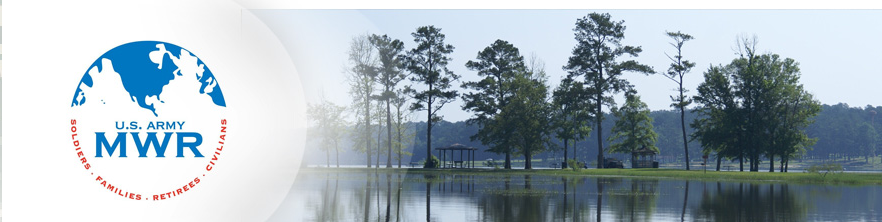 U.S. ARMY
MWR
SOLDIERS · FAMILIES · RETIREES · CIVILIANS